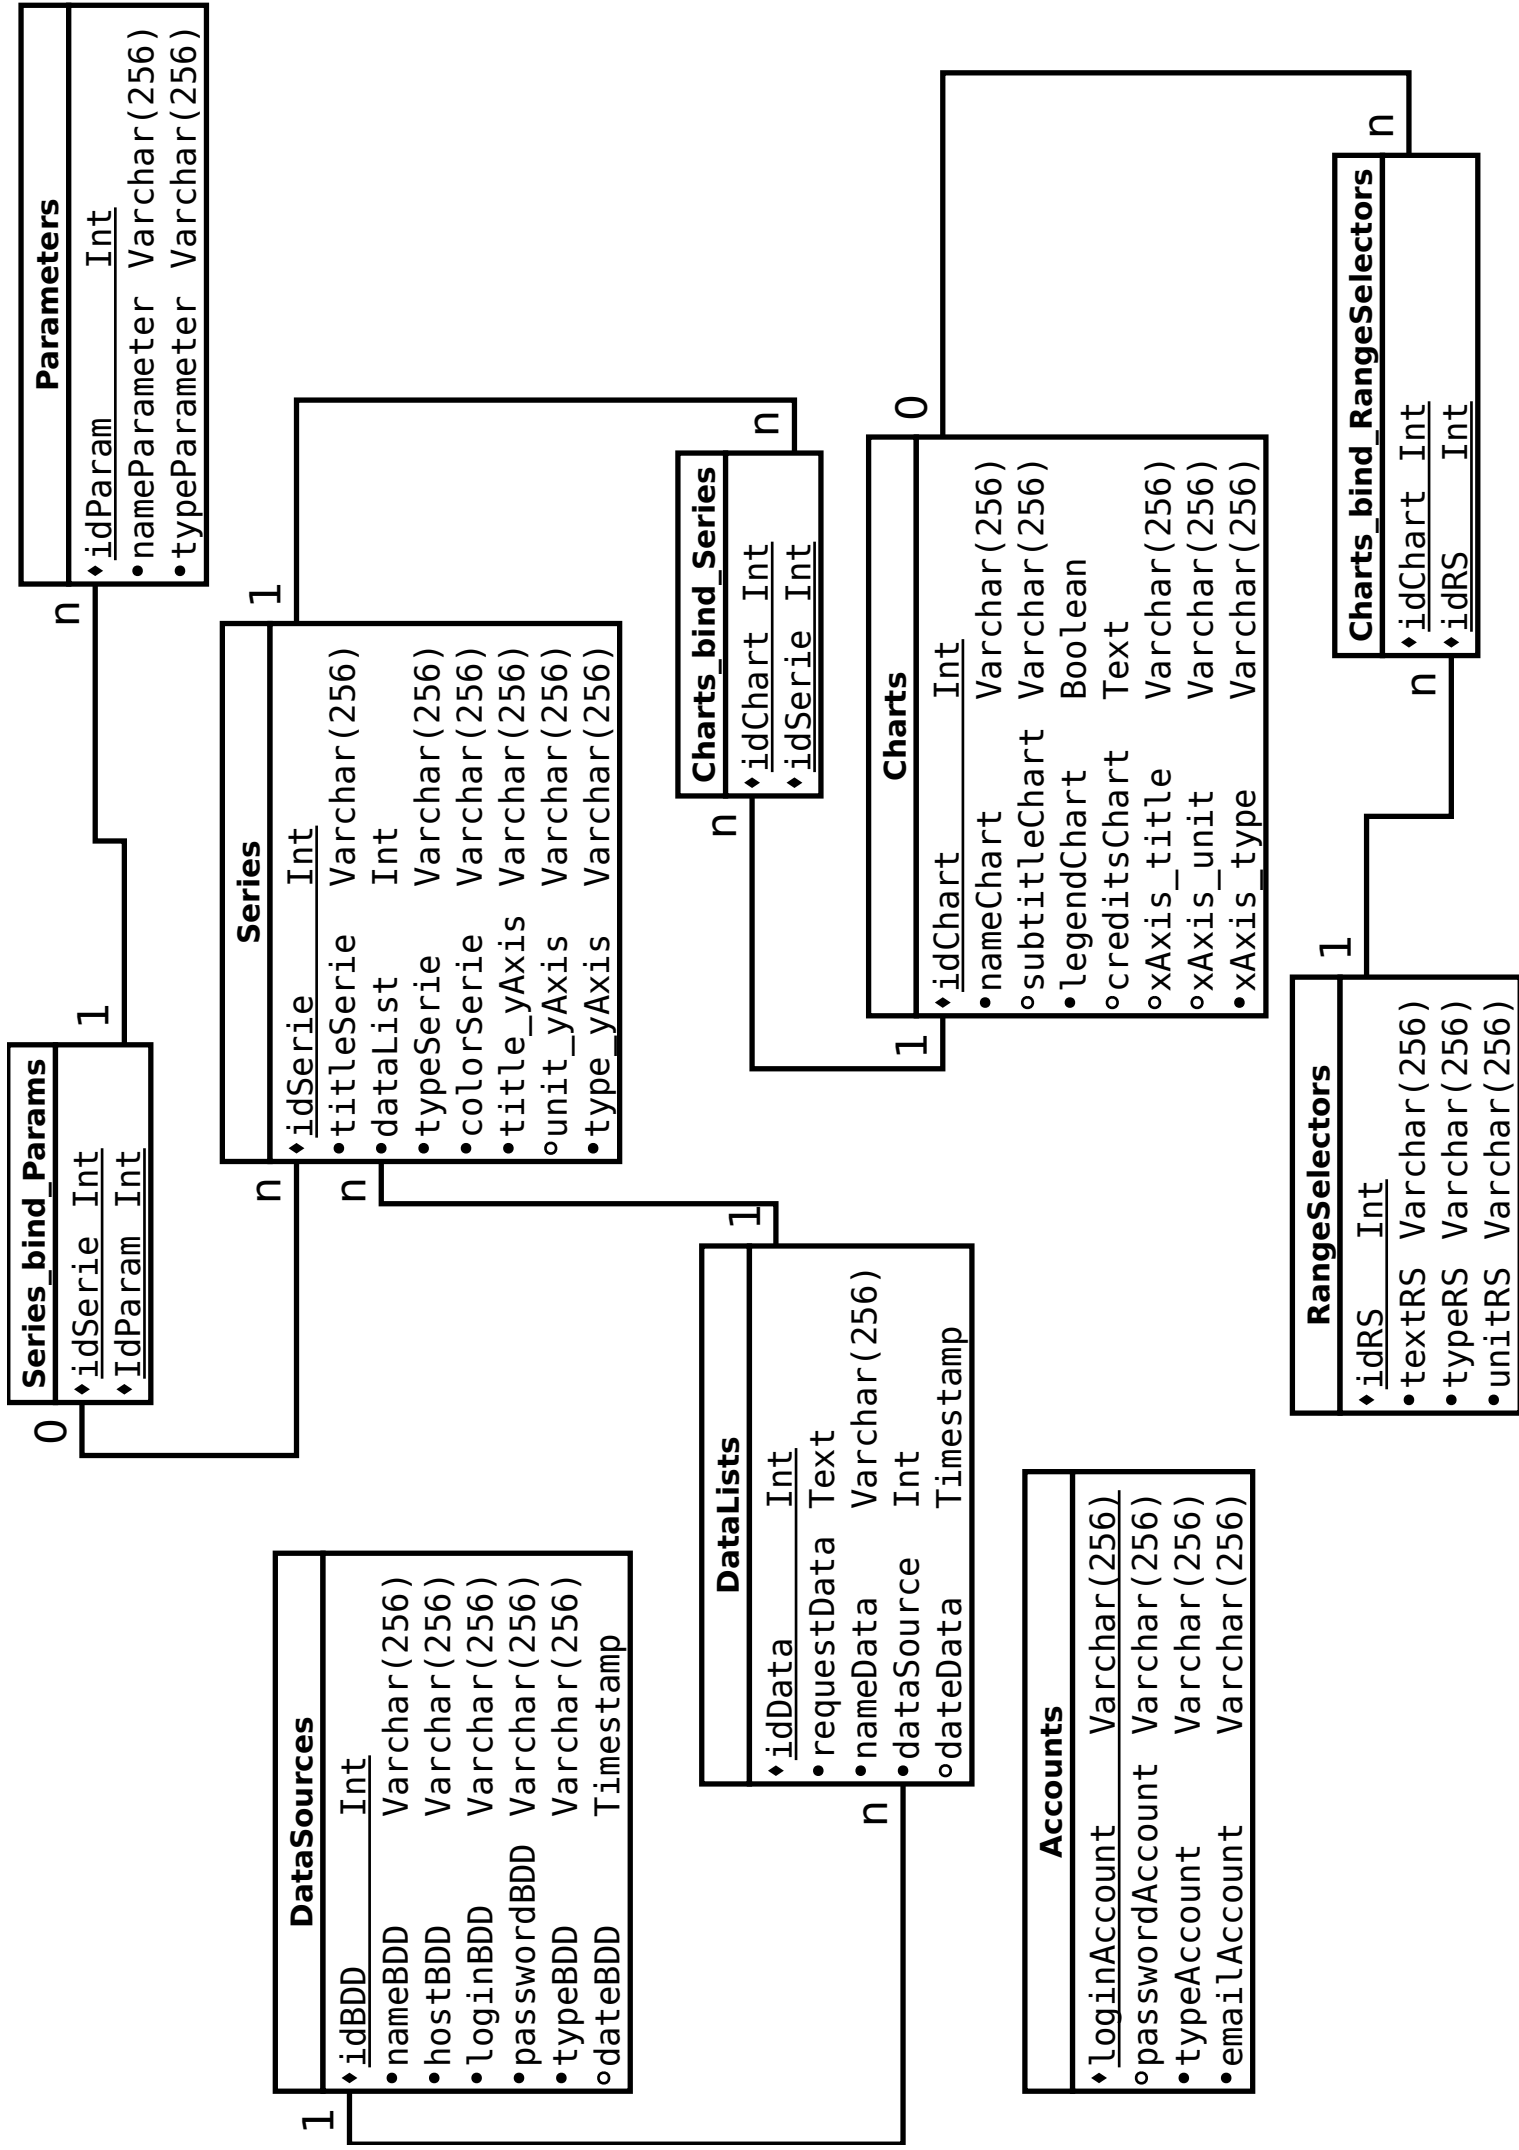 Parameters
idParam Int
nameParameter Varchar(256)
typeParameter Varchar(256)
n
Series_bind_Params
idSerie Int
IdParam Int
0
1
Series
idSerie Int
titleSerie Varchar(256)
dataList Int
typeSerie Varchar(256)
colorSerie Varchar(256)
title_yAxis Varchar(256)
unit_yAxis Varchar(256)
type_yAxis Varchar(256)
n
n
1
DataSources
idBDD Int
nameBDD Varchar(256)
hostBDD Varchar(256)
loginBDD Varchar(256)
passwordBDD Varchar(256)
typeBDD Varchar(256)
dateBDD Timestamp
1
Charts_bind_Series
idChart Int
idSerie Int
n
n
DataLists
idData Int
requestData Text
nameData Varchar(256)
dataSource Int
dateData Timestamp
n
1
Charts
idChart Int
nameChart Varchar(256)
subtitleChart Varchar(256)
legendChart Boolean
creditsChart Text
xAxis_title Varchar(256)
xAxis_unit Varchar(256)
xAxis_type Varchar(256)
1
0
Accounts
loginAccount Varchar(256)
passwordAccount Varchar(256)
typeAccount Varchar(256)
emailAccount Varchar(256)
RangeSelectors
idRS Int
textRS Varchar(256)
typeRS Varchar(256)
unitRS Varchar(256)
1
Charts_bind_RangeSelectors
idChart Int
idRS Int
n
n